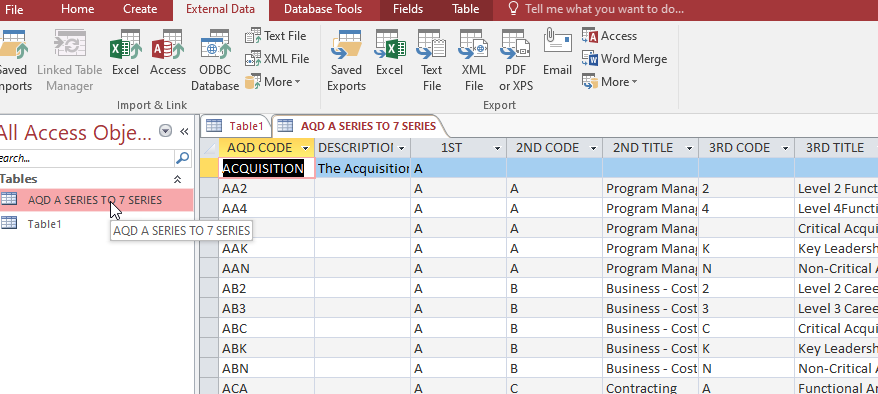 File Home Create External Data Database Tools Fields Table Tell me what you want to do...
Saved Imports
Linked Table Manager
Excel
Access
ODBC Database
Text File
XML File
More
Import & Link
Saved Exports
Excel
Text File
XML File
PDF or XPS
Email
Access
Word Merge
More
Export
All Access Obje...
earch...
Tables
AQD A SERIES TO 7 SERIES
AQD A SERIES TO 7 SERIES
Table1
Table1 AQD A SERIES TO 7 SERIES
AQD CODE DESCRIPTION 1ST 2ND CODE 2ND TITLE 3RD CODE 3RD TITLE
ACQUISITION The Acquisition A
AA2 A A Program Manag 2 Level 2 Funct
AA4 A A Program Manag 4 Level 4Functi
A A Program Manag Critical Acqui
AAK A A Program Manag K Key Leadersh
AAN A A Program Manag N Non-Critical A
AB2 A B Business - Cost 2 Level 2 Caree
AB3 A B Business - Cost 3 Level 3 Caree
ABC A B Business - Cost C Critical Acqui
ABK A B Business - Cost K Key Leadersh
ABN A B Business - Cost N Non-Critical A
ACA A C Contracting A Functional Ar